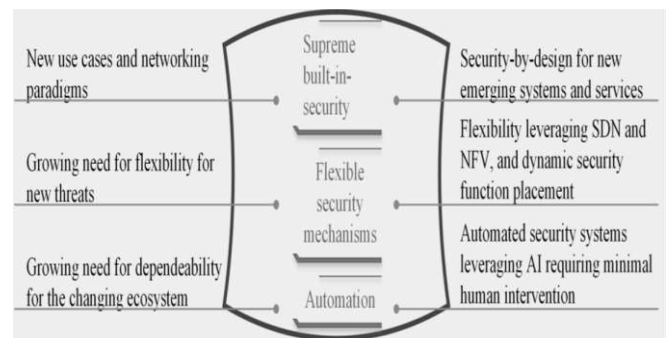 New use cases and networking
paradigms
Supreme
built-in-
security
Security-by-design for new
emerging systems and services
Growing need for flexibility for
new threats
Flexible
security
mechanisms
Flexibility leveraging SDN and
NFV, and dynamic security
function placement
Growing need for dependeability
for the changing ecosystem
Automation
Automated security systems
leveraging AI requiring minimal
human intervention